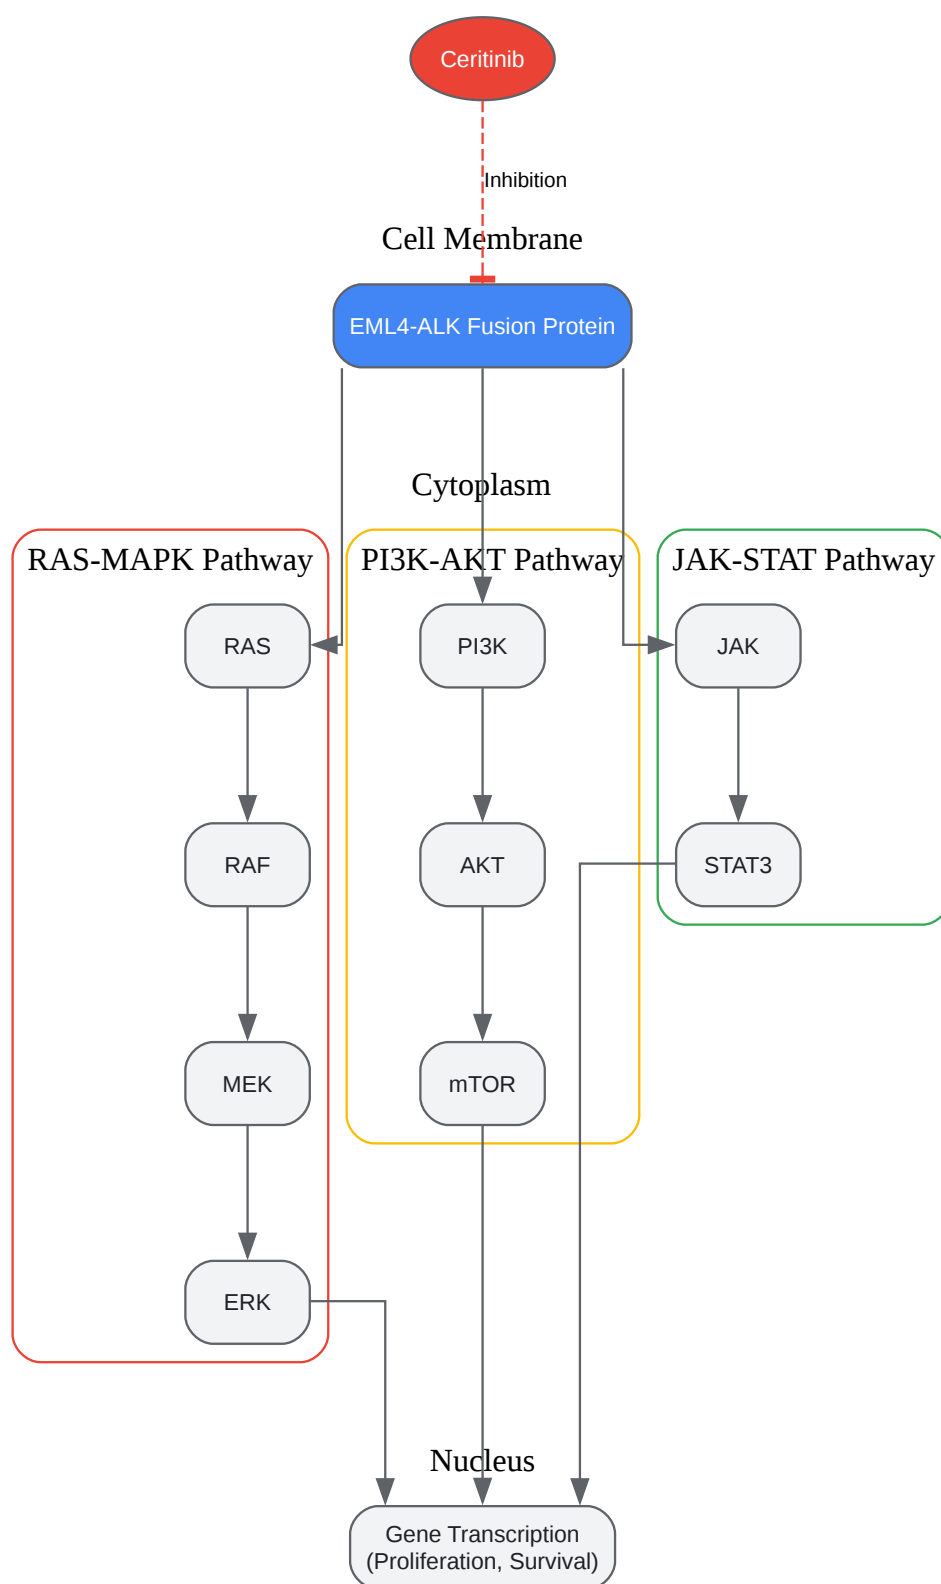 Ceritinib
Inhibition
Cell Membrane
EML4-ALK Fusion Protein
Cytoplasm
RAS-MAPK Pathway
PI3K-AKT Pathway
JAK-STAT Pathway
RAS
PI3K
JAK
RAF
AKT
STAT3
MEK
mTOR
ERK
Nucleus
Gene Transcription
(Proliferation, Survival)